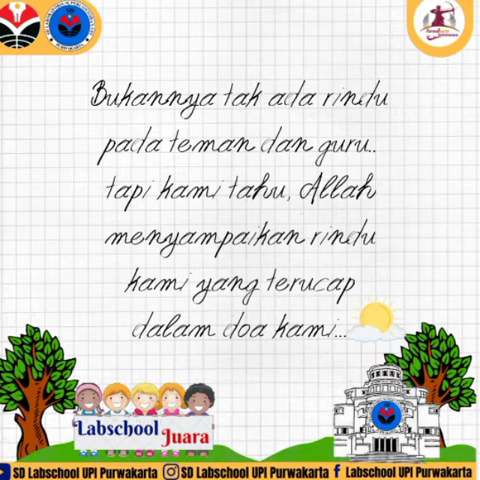 Bukannya tak ada rindu
pada teman dan guru..
tapi kami tahu, Allah
menyampaikan rindu
kami yang terucap
dalam doa kami...
Labschool
Juara
SD Labschool UPI Purwakarta SD Labschool UPI Purwakarta f Labschool UPI Purwakarta